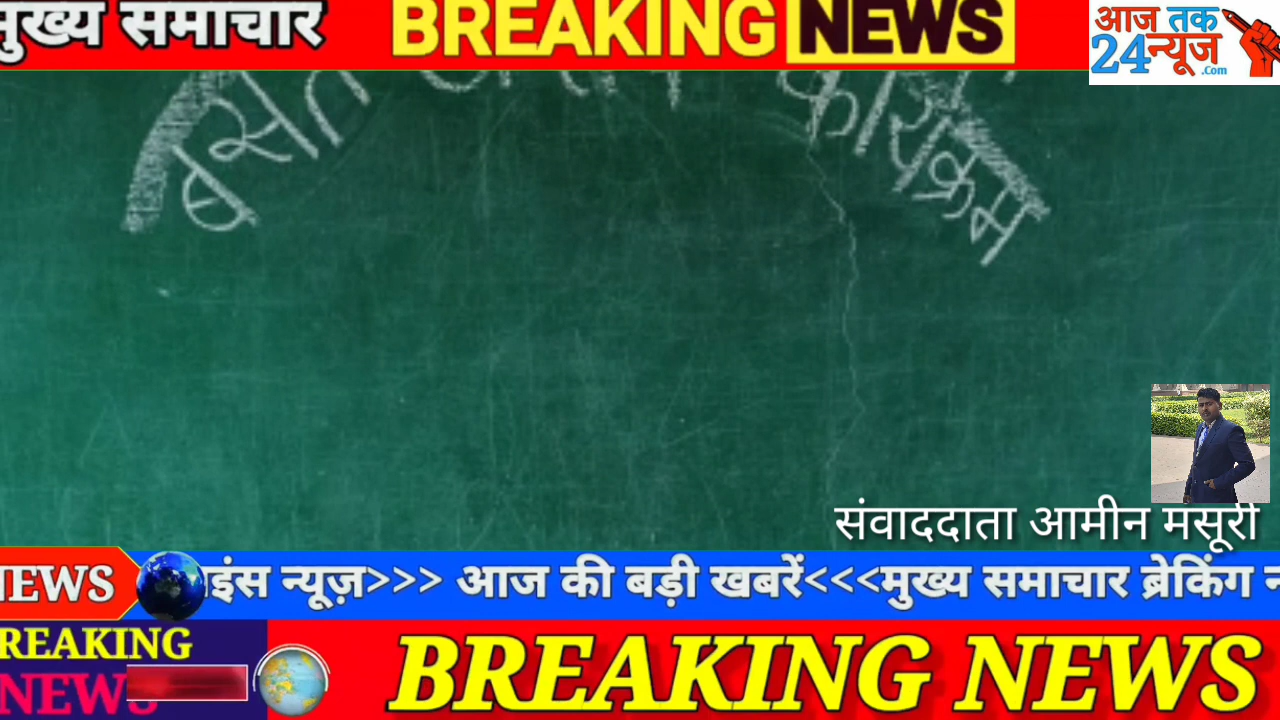 मुख्य समाचार
BREAKING NEWS
आज तक
24न्यूज
.Com
कार्यक्रम
संवाददाता आमीन मसूरी
NEWS
इंस न्यूज़>>> आज की बड़ी खबरें<<<मुख्य समाचार ब्रेकिंग
BREAKING
NEWS
BREAKING NEWS